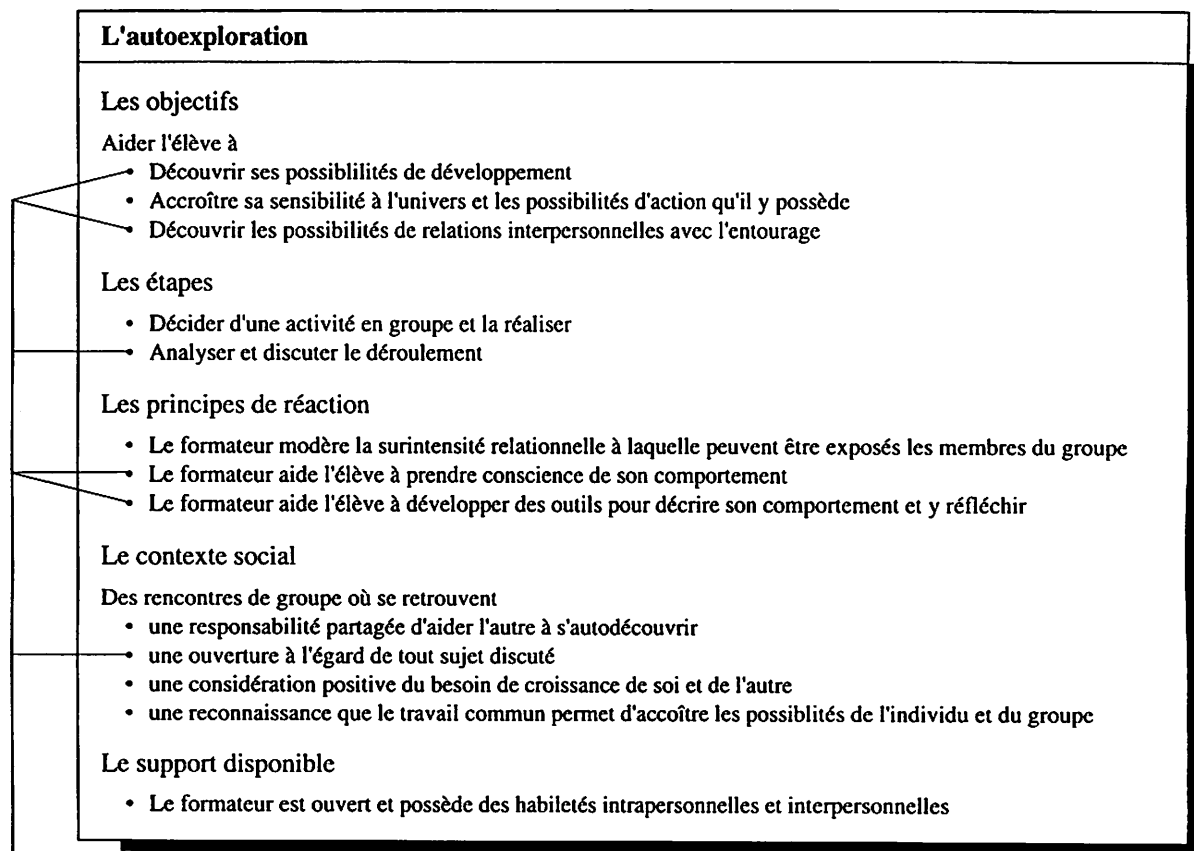 L'autoexploration
Les objectifs
Aider l'élève à
• Découvrir ses possiblilités de développement
• Accroître sa sensibilité à l'univers et les possibilités d'action qu'il y possède
• Découvrir les possibilités de relations interpersonnelles avec l'entourage
Les étapes
• Décider d'une activité en groupe et la réaliser
• Analyser et discuter le déroulement
Les principes de réaction
• Le formateur modère la surintensité relationnelle à laquelle peuvent être exposés les membres du groupe
• Le formateur aide l'élève à prendre conscience de son comportement
• Le formateur aide l'élève à développer des outils pour décrire son comportement et y réfléchir
Le contexte social
Des rencontres de groupe où se retrouvent
• une responsabilité partagée d'aider l'autre à s'autodécouvrir
• une ouverture à l'égard de tout sujet discuté
• une considération positive du besoin de croissance de soi et de l'autre
• une reconnaissance que le travail commun permet d'accoître les possiblités de l'individu et du groupe
Le support disponible
• Le formateur est ouvert et possède des habiletés intrapersonnelles et interpersonnelles